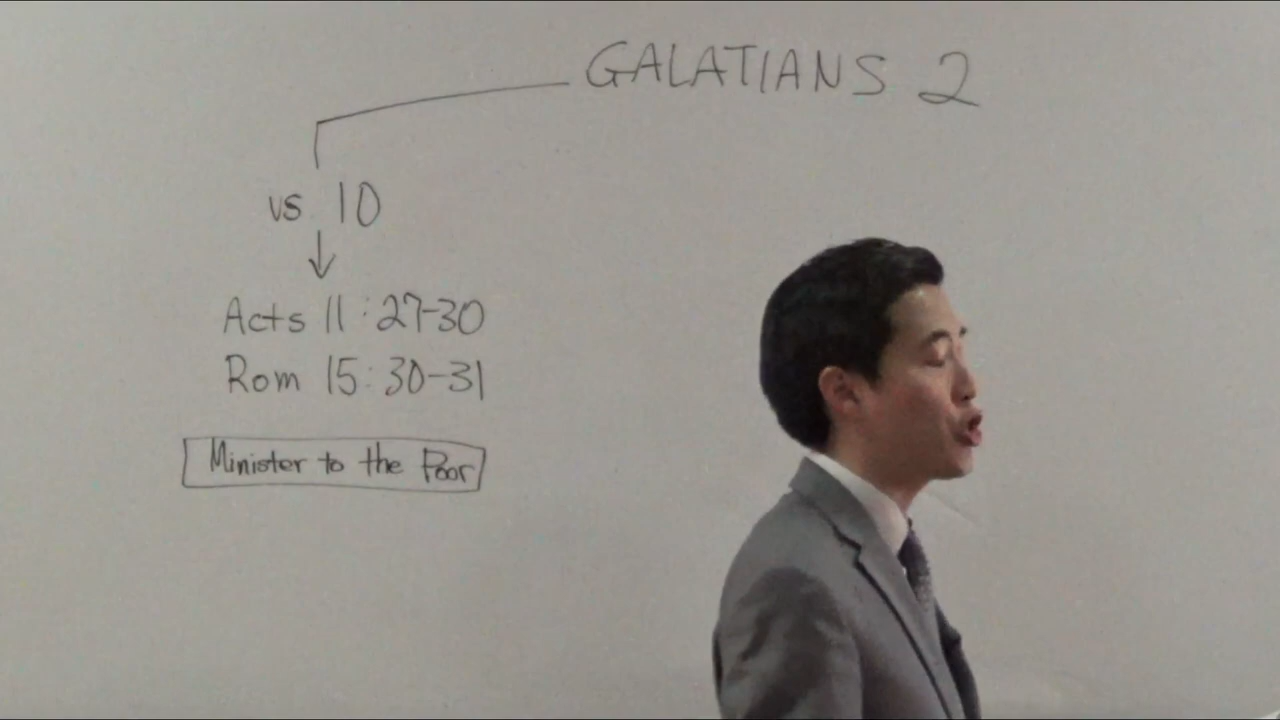 GALATIANS 2
vs. 10
Acts 11:27-30
Rom 15:30-31
Minister to the Poor